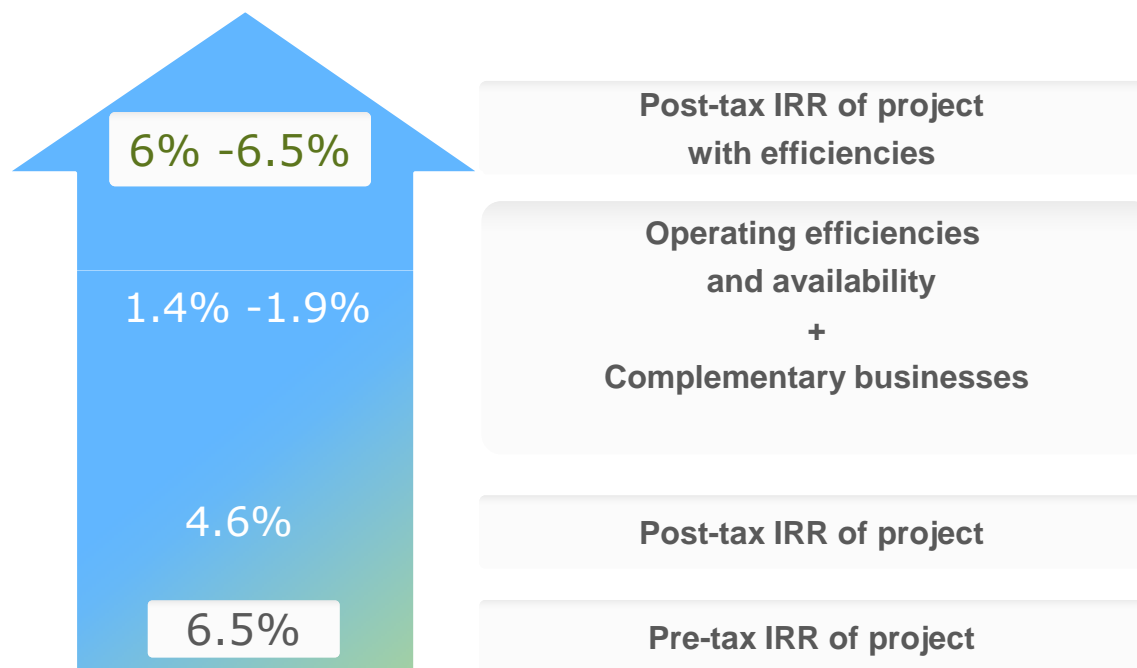 6% -6.5%
Post-tax IRR of project
with efficiencies
1.4% -1.9%
Operating efficiencies
and availability
+
Complementary businesses
4.6%
Post-tax IRR of project
6.5%
Pre-tax IRR of project